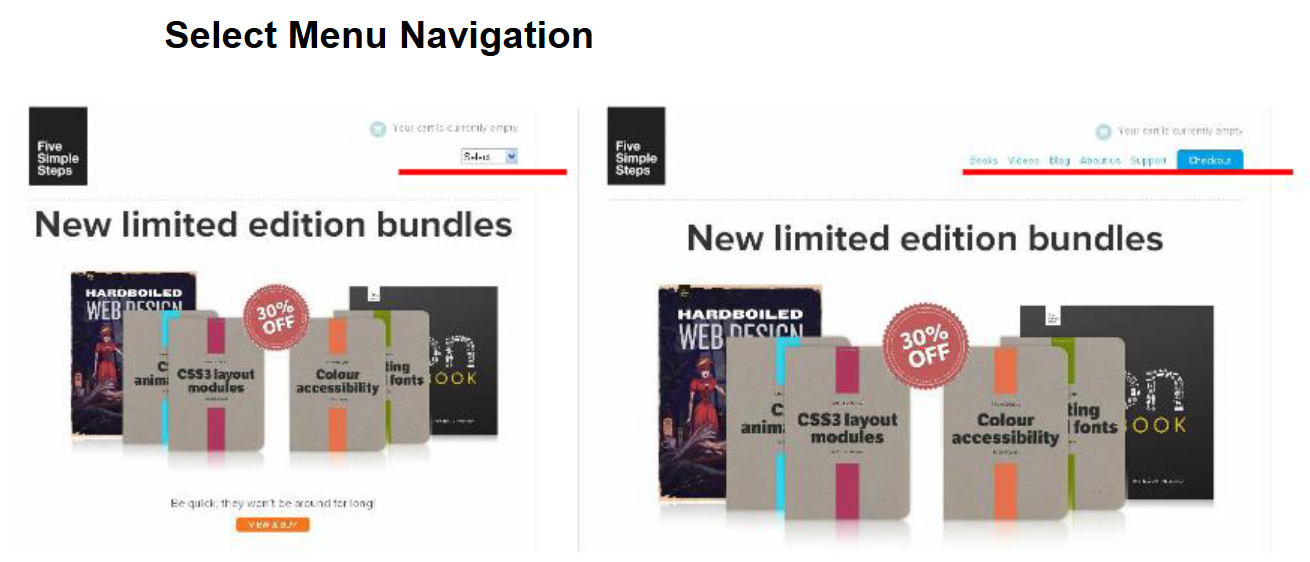 Select Menu Navigation
Five
Simple
Steps
Your cart is currently empty
Select
New limited edition bundles
HARDBOILED
WEB DESIGN
30%
OFF
CSS3 layout
modules
Colour
accessibility
ting
fonts
OOK
Be quick, they won't be around for long!
VIEW & BUY
Five
Simple
Steps
Your cart is currently empty
Books Videos Blog About us Support Checkout
New limited edition bundles
HARDBOILED
WEB DESIGN
30%
OFF
C
anim
CSS3 layout
modules
Colour
accessibility
ting
fonts
on
OOK